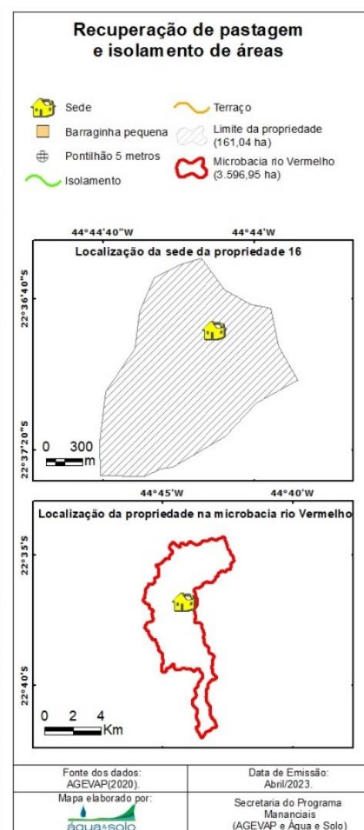 Recuperação de pastagem
e isolamento de áreas
Sede
Barraginha pequena
Pontilhão 5 metros
Isolamento
Terraço
Limite da propriedade
(161,04 ha)
Microbacia rio Vermelho
(3.596,95 ha)
44°44'40"W 44°44'W
Localização da sede da propriedade 16
22°36'40"S
22°37'20"S
0 300
m
44°45'W 44°40'W
Localização da propriedade na microbacia rio Vermelho
22°35'S
22°40'S
0 2 4
Km
Fonte dos dados:
AGEVAP(2020).
Data de Emissão:
Abril/2023.
Mapa elaborado por:
água e solo
Secretaria do Programa
Mananciais
(AGEVAP e Água e Solo)